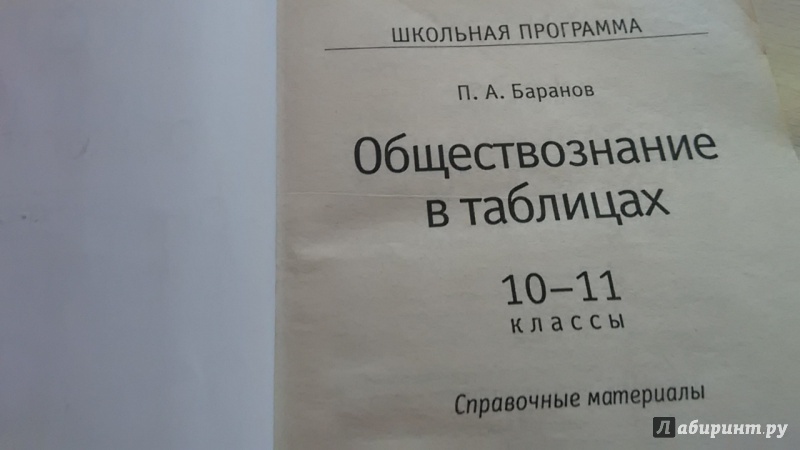 ШКОЛЬНАЯ ПРОГРАММА
П. А. Баранов
Обществознание
в таблицах
10–11
классы
Справочные материалы
Лабиринт.ру